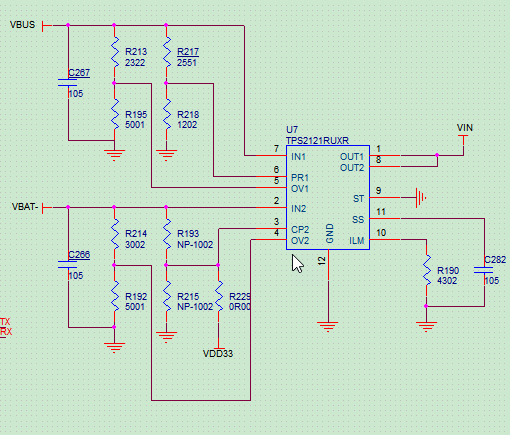 VBUS
R213
2322
R217
2551
C267
105
R195
5001
R218
1202
U7
TPS2121RUXR
VIN
7 IN1 OUT1 1
OUT2 8
6 PR1
5 OV1 ST 9
VBAT- 2 IN2 SS 11
3 CP2
4 OV2 ILM 10
GND
12
R214
3002
R193
NP-1002
C266
105
R192
5001
R215
NP-1002
R229
0R00
VDD33
R190
4302
C282
105
TX
RX